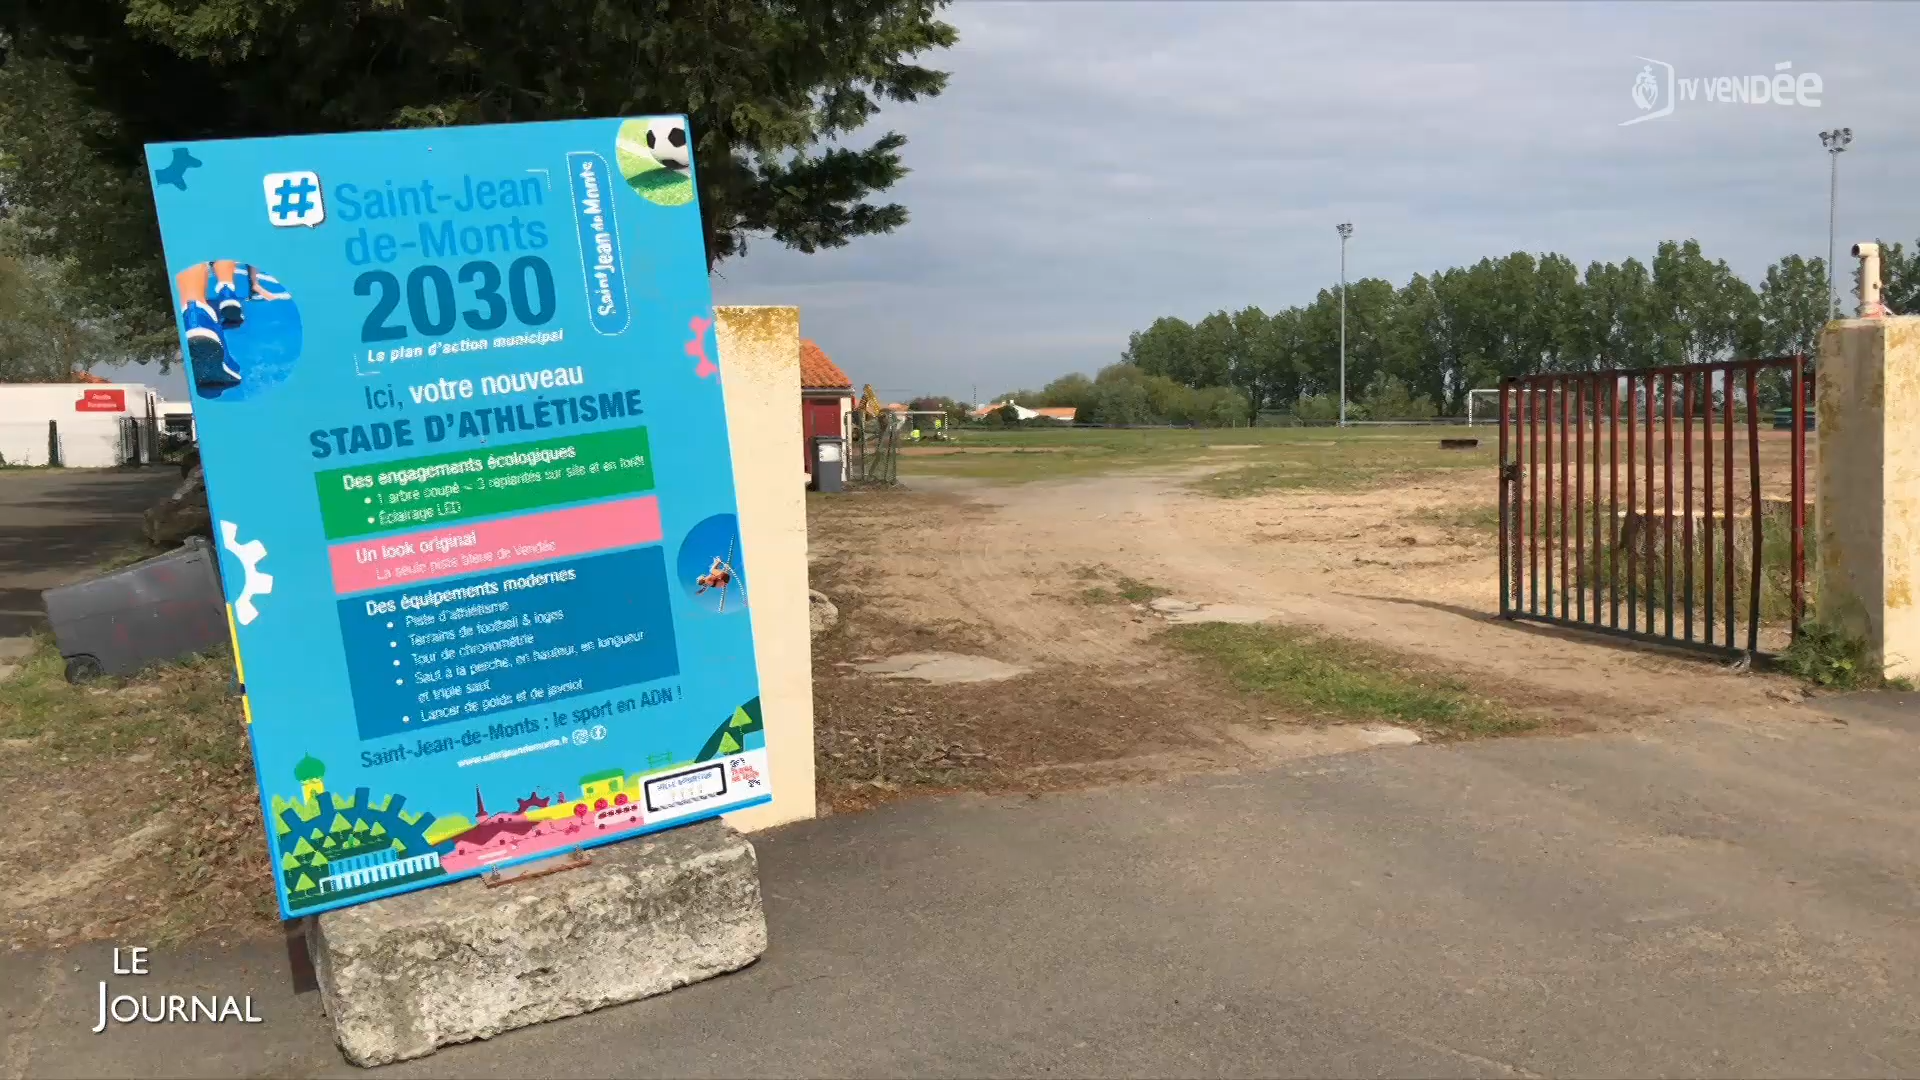 TV VENDÉE
# Saint-Jean
de-Monts
2030
Le plan d'action municipal
Saint Jean de Monts
Ici, votre nouveau
STADE D'ATHLÉTISME
Des engagements écologiques
• 1 arbre coupé = 3 replantés sur site et en forêt
• Éclairage LED
Un look original
La seule piste bleue de Vendée
Des équipements modernes
• Piste d'athlétisme
• Terrains de football & loges
• Tour de chronométrie
• Saut à la perche, en hauteur, en longueur
et triple saut
• Lancer de poids et de javelot
Saint-Jean-de-Monts : le sport en ADN !
www.saintjeandemonts.fr
LE
JOURNAL